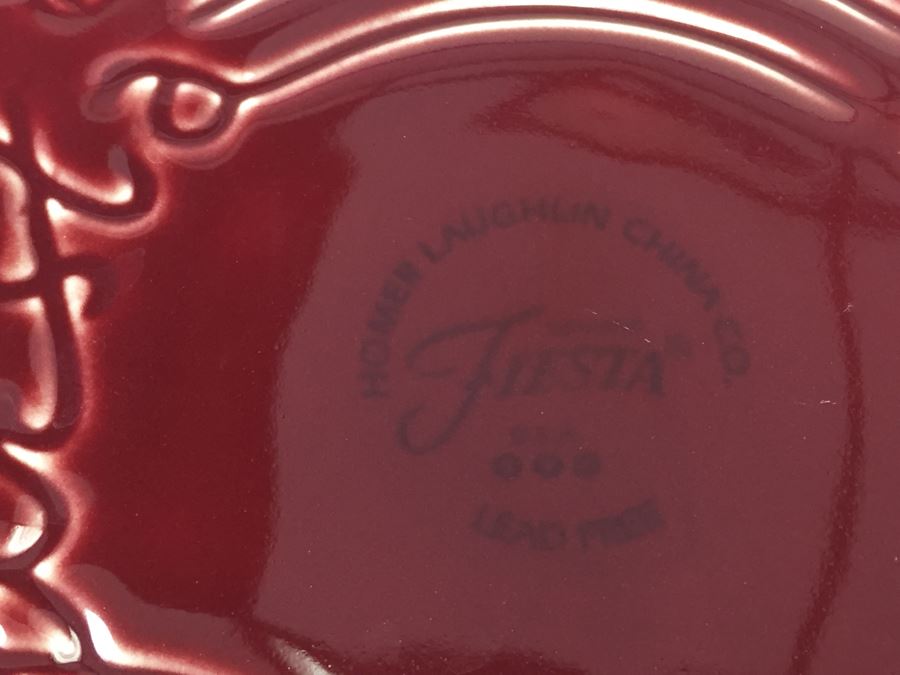 HOMER LAUGHLIN CHINA CO.
FIESTA®
LEAD FREE